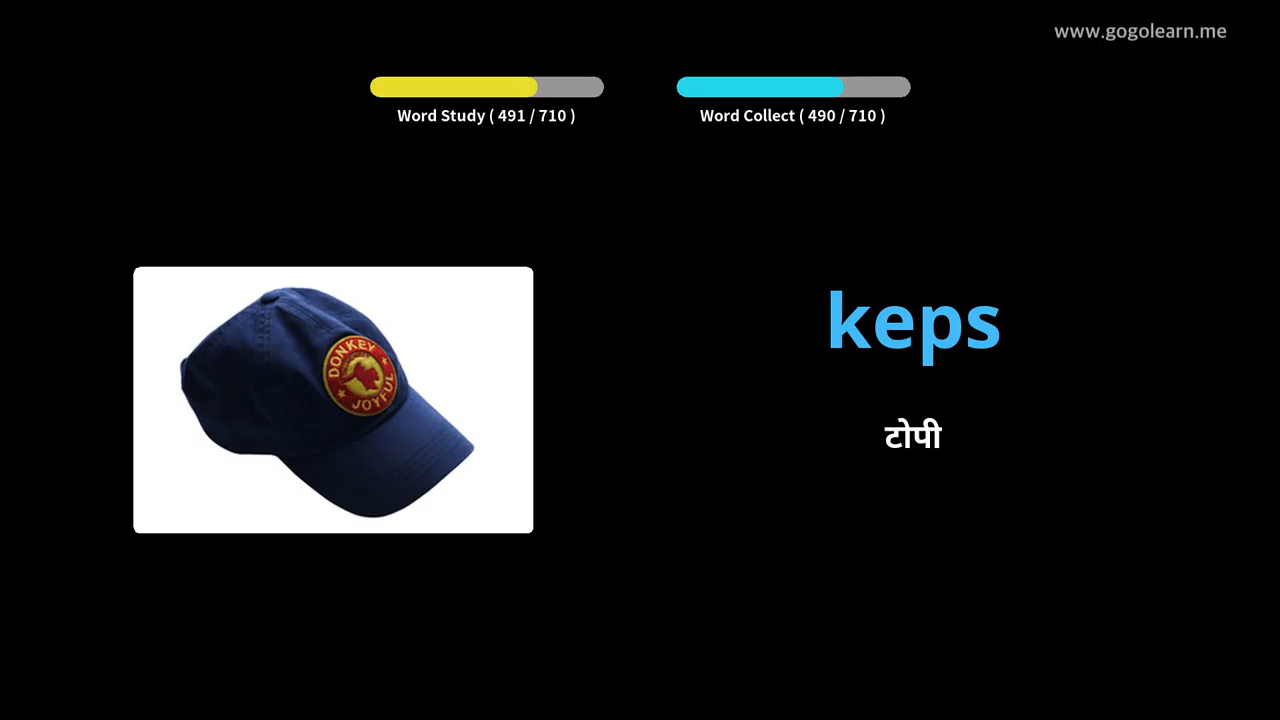 www.gogolearn.me
Word Study ( 491 / 710 )
Word Collect ( 490 / 710 )
DONKEY
JOYFUL
keps
टोपी